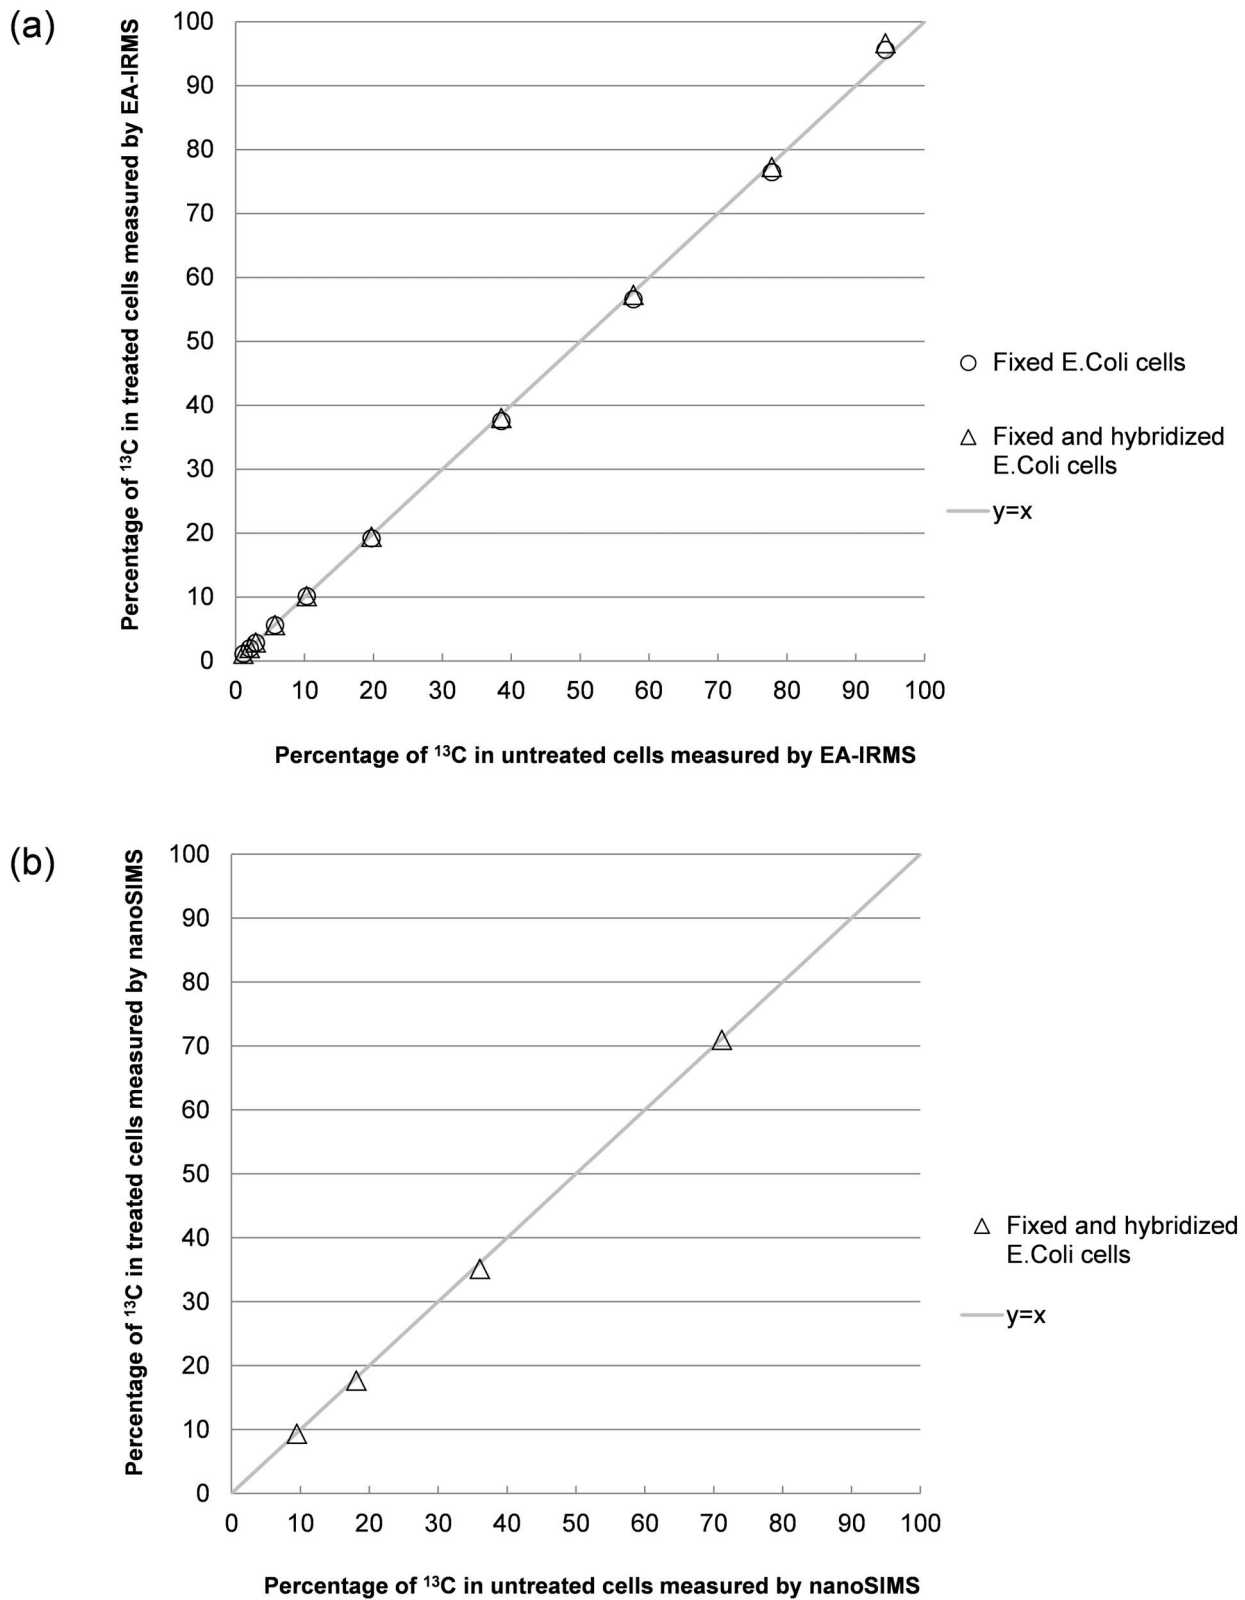 (a)
Percentage of ¹³C in treated cells measured by EA-IRMS
100
90
80
70
60
50
40
30
20
10
0
0 10 20 30 40 50 60 70 80 90 100
Percentage of ¹³C in untreated cells measured by EA-IRMS
Fixed E.Coli cells
Fixed and hybridized
E.Coli cells
y=x
(b)
Percentage of ¹³C in treated cells measured by nanoSIMS
100
90
80
70
60
50
40
30
20
10
0
0 10 20 30 40 50 60 70 80 90 100
Percentage of ¹³C in untreated cells measured by nanoSIMS
Fixed and hybridized
E.Coli cells
y=x